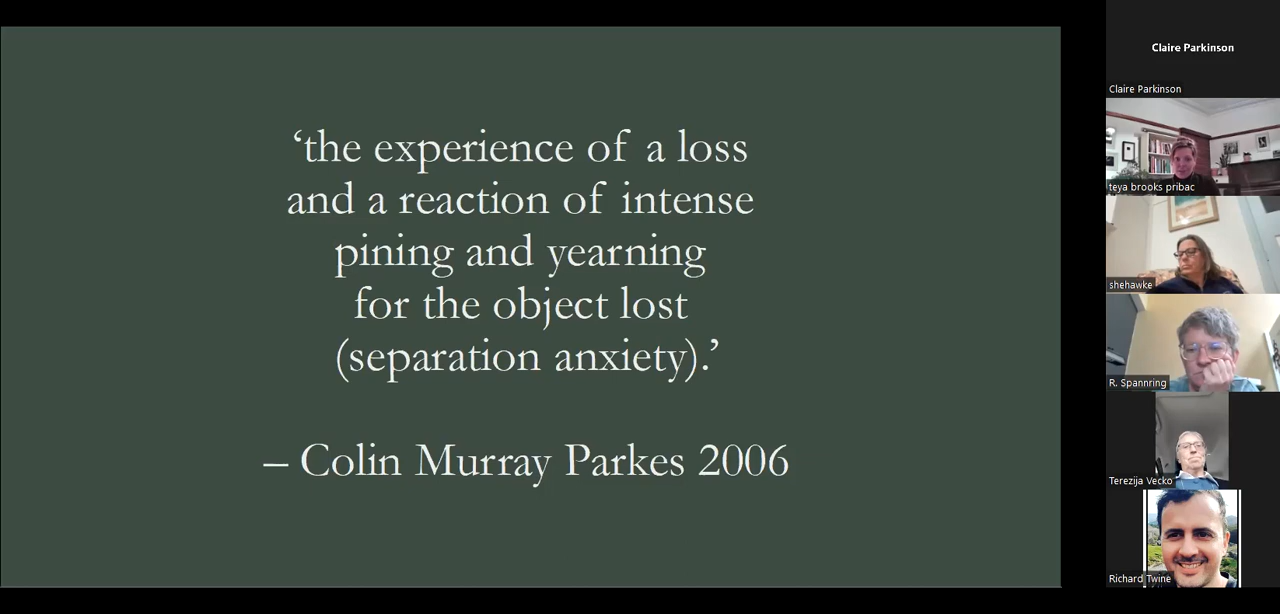 ‘the experience of a loss
and a reaction of intense
pining and yearning
for the object lost
(separation anxiety).’
– Colin Murray Parkes 2006
Claire Parkinson
Claire Parkinson
teya brooks pribac
shehawke
R. Spannring
Terezija Vecko
Richard Twine